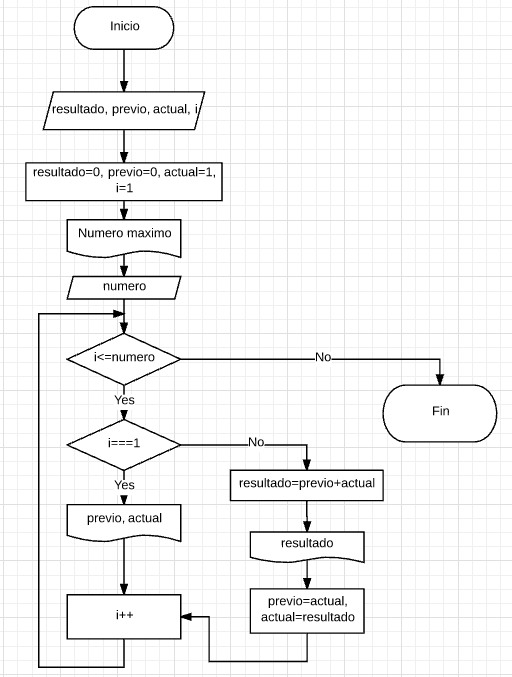 Inicio
resultado, previo, actual, i
resultado=0, previo=0, actual=1,
i=1
Numero maximo
numero
i<=numero
No
Fin
Yes
i===1
No
Yes
resultado=previo+actual
previo, actual
resultado
previo=actual,
actual=resultado
i++